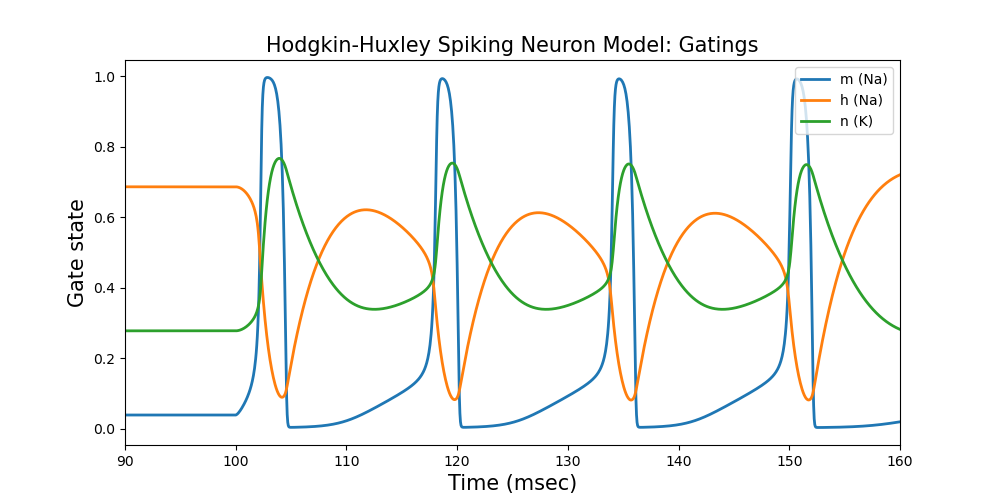 Hodgkin-Huxley Spiking Neuron Model: Gatings
m (Na)
h (Na)
n (K)
Gate state
1.0
0.8
0.6
0.4
0.2
0.0
90 100 110 120 130 140 150 160
Time (msec)